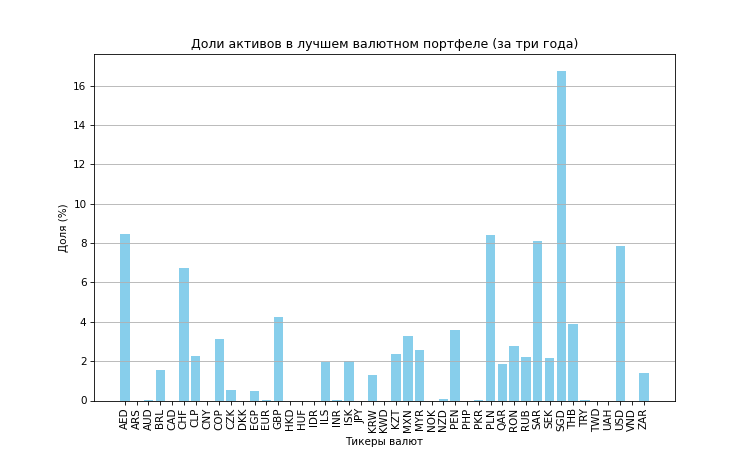 Доли активов в лучшем валютном портфеле (за три года)
Доля (%)
16
14
12
10
8
6
4
2
0
AED ARS AUD BRL CAD CHF CLP CNY COP CZK DKK EGP EUR GBP HKD HUF IDR ILS INR ISK JPY KRW KWD KZT MXN MYR NOK NZD PEN PHP PKR PLN QAR RON RUB SAR SEK SGD THB TRY TWD UAH USD VND ZAR
Тикеры валют